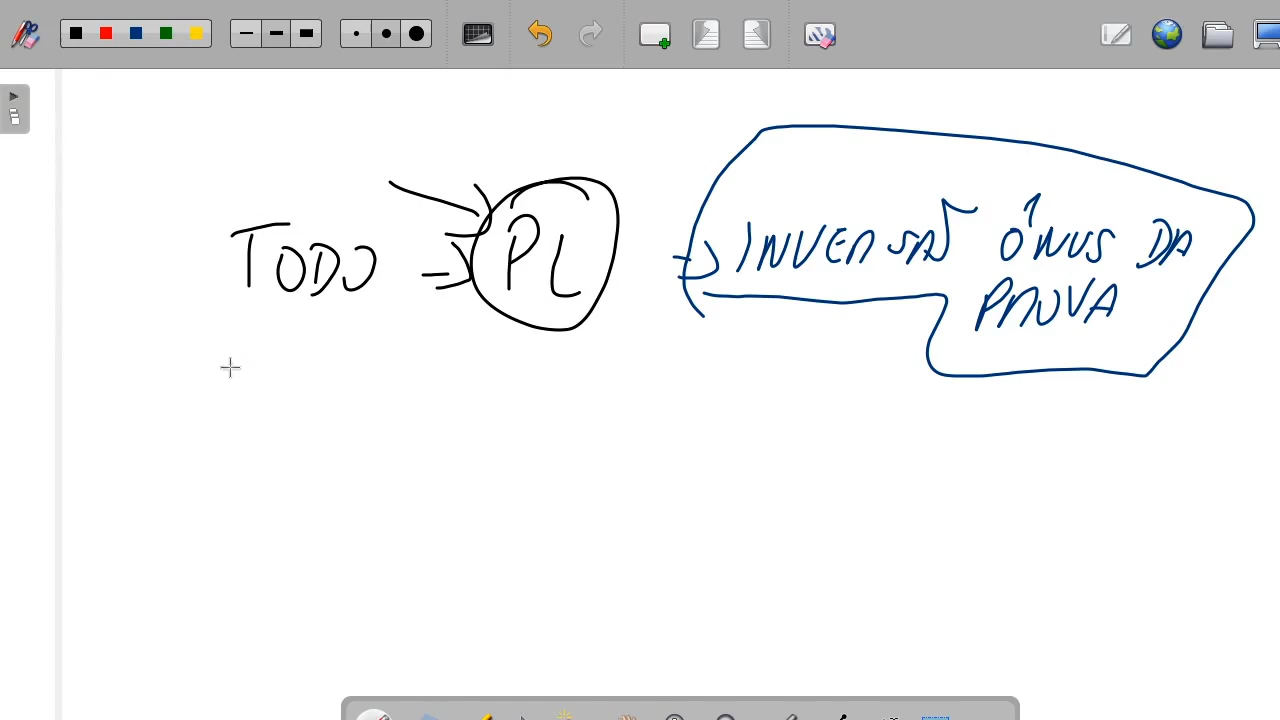 TODO → PL → INVERSÃO ÔNUS DA
PROVA